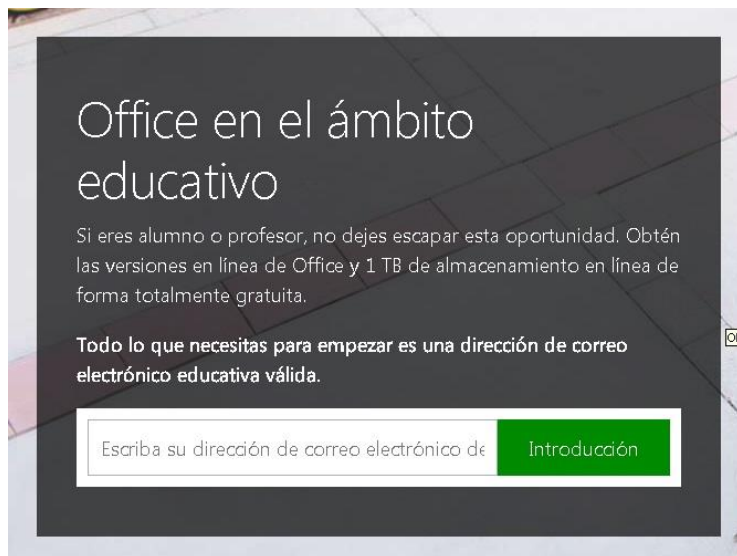 Office en el ámbito
educativo
Si eres alumno o profesor, no dejes escapar esta oportunidad. Obtén
las versiones en línea de Office y 1 TB de almacenamiento en línea de
forma totalmente gratuita.
Todo lo que necesitas para empezar es una dirección de correo
electrónico educativa válida.
Escriba su dirección de correo electrónico de
Introducción